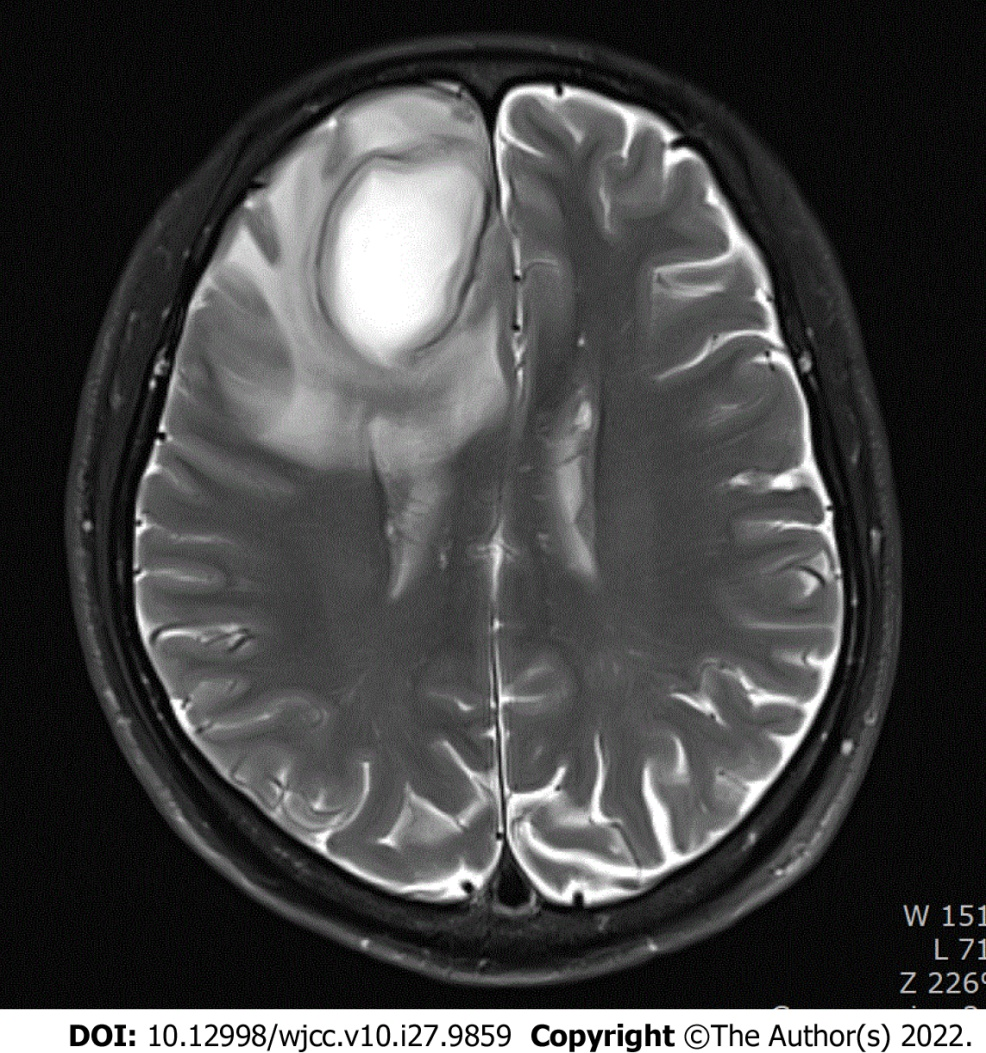 W 151
L 71
Z 226
DOI: 10.12998/wjcc.v10.i27.9859 Copyright ©The Author(s) 2022.